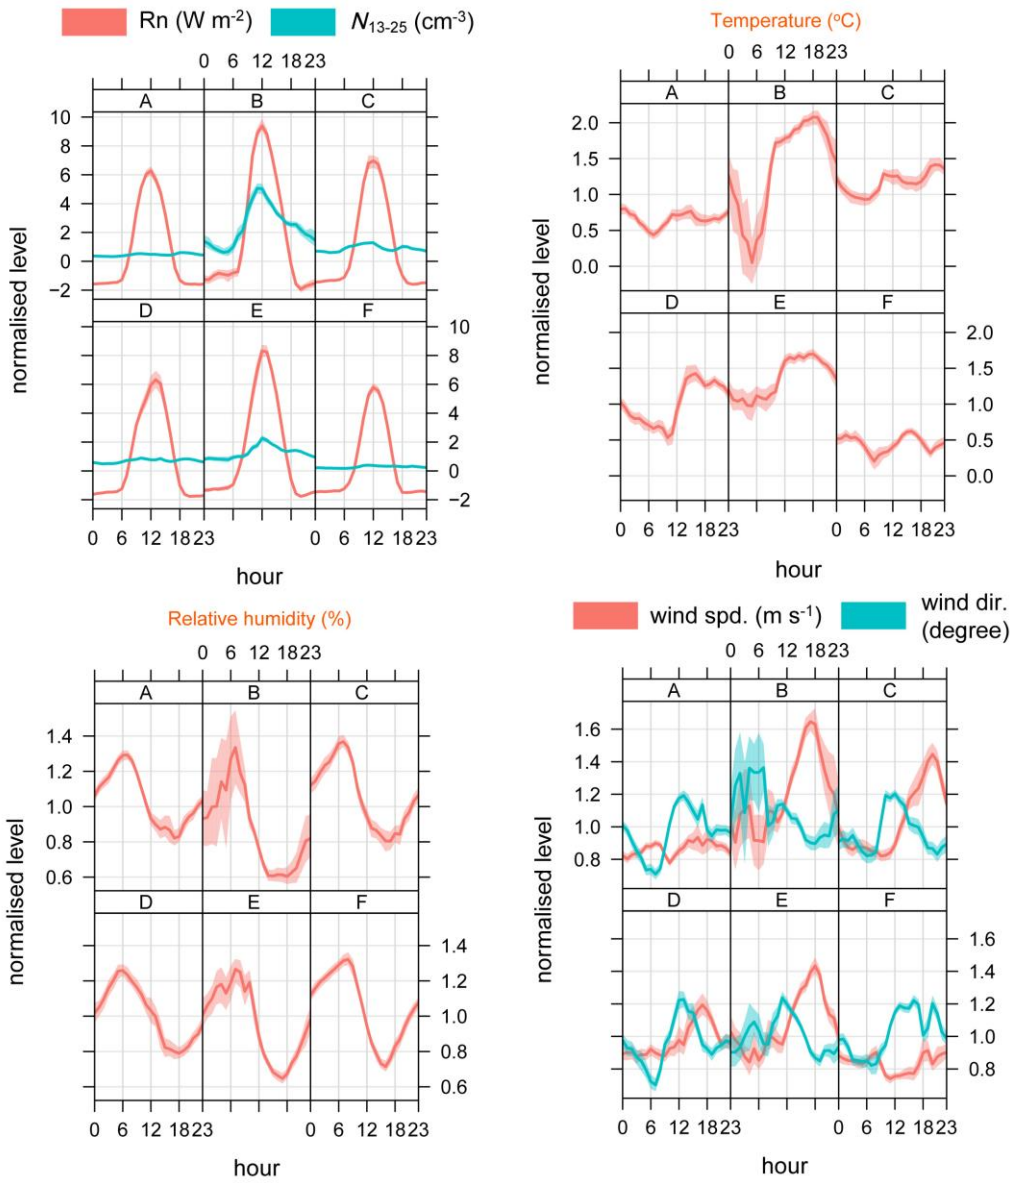 Rn (W m⁻²) N₁₃₋₂₅ (cm⁻³)
0 6 12 18 23
A B C
10
8
6
4
2
0
−2
D E F
10
8
6
4
2
0
−2
0 6 12 18 23 0 6 12 18 23
normalised level
normalised level
hour
Temperature (°C)
0 6 12 18 23
A B C
2.0
1.5
1.0
0.5
0.0
D E F
2.0
1.5
1.0
0.5
0.0
0 6 12 18 23 0 6 12 18 23
normalised level
normalised level
hour
Relative humidity (%)
0 6 12 18 23
A B C
1.4
1.2
1.0
0.8
0.6
D E F
1.4
1.2
1.0
0.8
0.6
0 6 12 18 23 0 6 12 18 23
normalised level
normalised level
hour
wind spd. (m s⁻¹) wind dir.
(degree)
0 6 12 18 23
A B C
1.6
1.4
1.2
1.0
0.8
D E F
1.6
1.4
1.2
1.0
0.8
0 6 12 18 23 0 6 12 18 23
normalised level
normalised level
hour